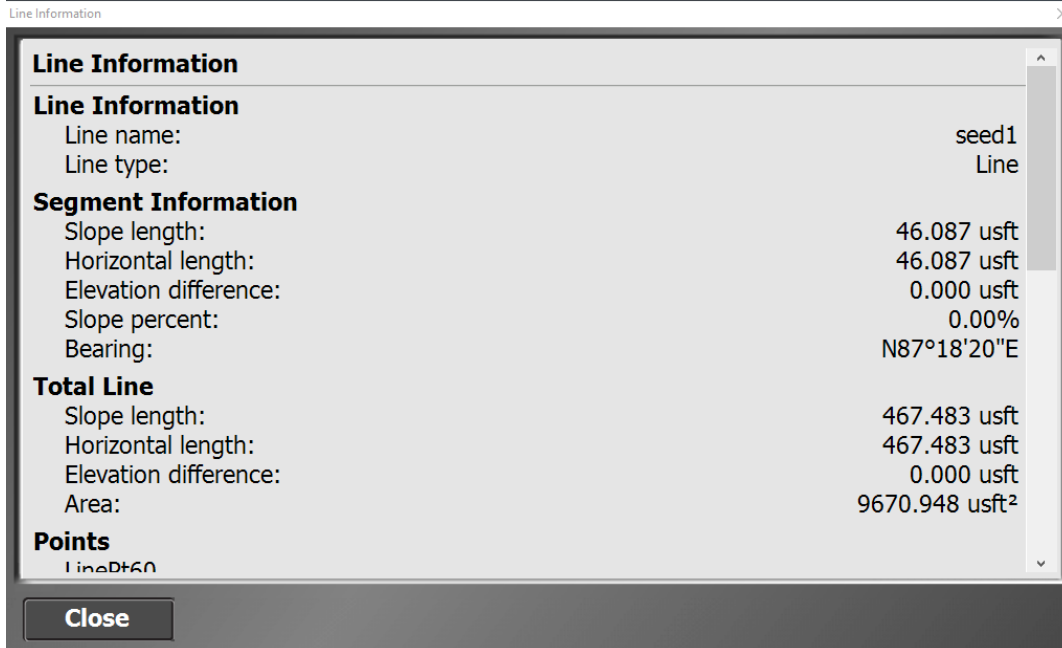 Line Information
Line Information
Line Information
Line name: seed1
Line type: Line
Segment Information
Slope length: 46.087 usft
Horizontal length: 46.087 usft
Elevation difference: 0.000 usft
Slope percent: 0.00%
Bearing: N87°18'20"E
Total Line
Slope length: 467.483 usft
Horizontal length: 467.483 usft
Elevation difference: 0.000 usft
Area: 9670.948 usft²
Points
LinePt60
Close